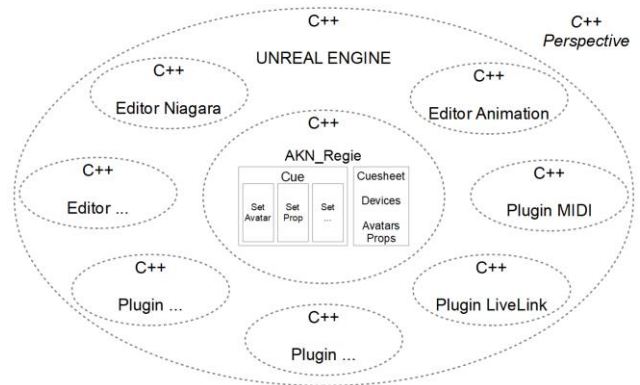 C++
C++
Perspective
UNREAL ENGINE
C++
Editor Niagara
C++
Editor Animation
C++
AKN_Regie
Cue
Set
Avatar
Set
Prop
Set
...
Cuesheet
Devices
Avatars
Props
C++
Editor ...
C++
Plugin MIDI
C++
Plugin ...
C++
Plugin LiveLink
C++
Plugin ...